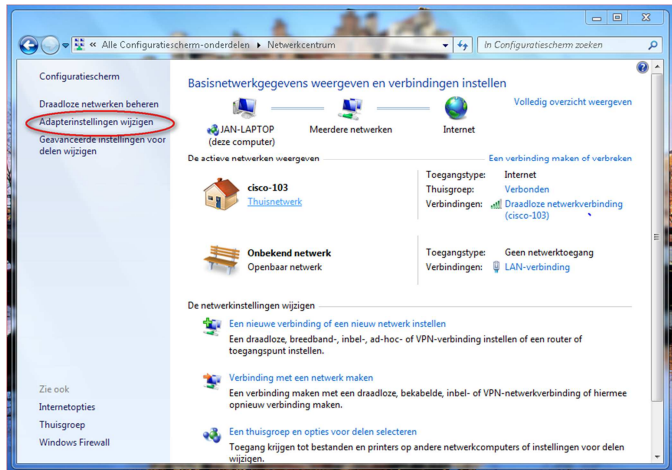 « Alle Configuratiescherm-onderdelen ▸ Netwerkcentrum
In Configuratiescherm zoeken
Configuratiescherm
Draadloze netwerken beheren
Adapterinstellingen wijzigen
Geavanceerde instellingen voor
delen wijzigen
Zie ook
Internetopties
Thuisgroep
Windows Firewall
Basisnetwerkgegevens weergeven en verbindingen instellen
Volledig overzicht weergeven
JAN-LAPTOP
(deze computer)
Meerdere netwerken
Internet
De actieve netwerken weergeven
Een verbinding maken of verbreken
cisco-103
Thuisnetwerk
Toegangstype: Internet
Thuisgroep: Verbonden
Verbindingen: Draadloze netwerkverbinding
(cisco-103)
Onbekend netwerk
Openbaar netwerk
Toegangstype: Geen netwerktoegang
Verbindingen: LAN-verbinding
De netwerkinstellingen wijzigen
Een nieuwe verbinding of een nieuw netwerk instellen
Een draadloze, breedband-, inbel-, ad-hoc- of VPN-verbinding instellen of een router of
toegangspunt instellen.
Verbinding met een netwerk maken
Een verbinding maken met een draadloze, bekabelde, inbel- of VPN-netwerkverbinding of hiermee
opnieuw verbinding maken.
Een thuisgroep en opties voor delen selecteren
Toegang krijgen tot bestanden en printers op andere netwerkcomputers of instellingen voor delen
wijzigen.